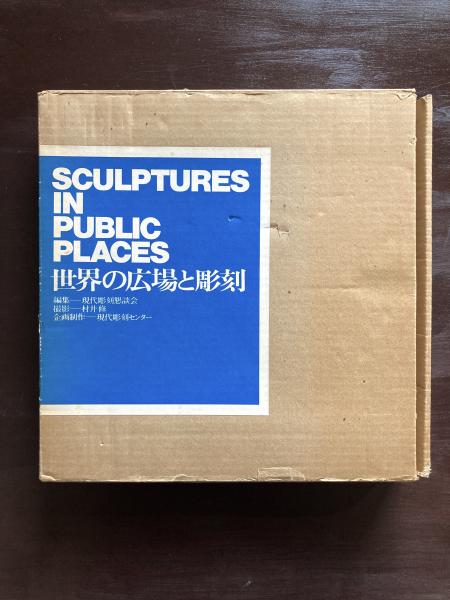 SCULPTURES
IN
PUBLIC
PLACES
世界の広場と彫刻
編集──現代彫刻懇談会
撮影──村井修
企画制作──現代彫刻センター